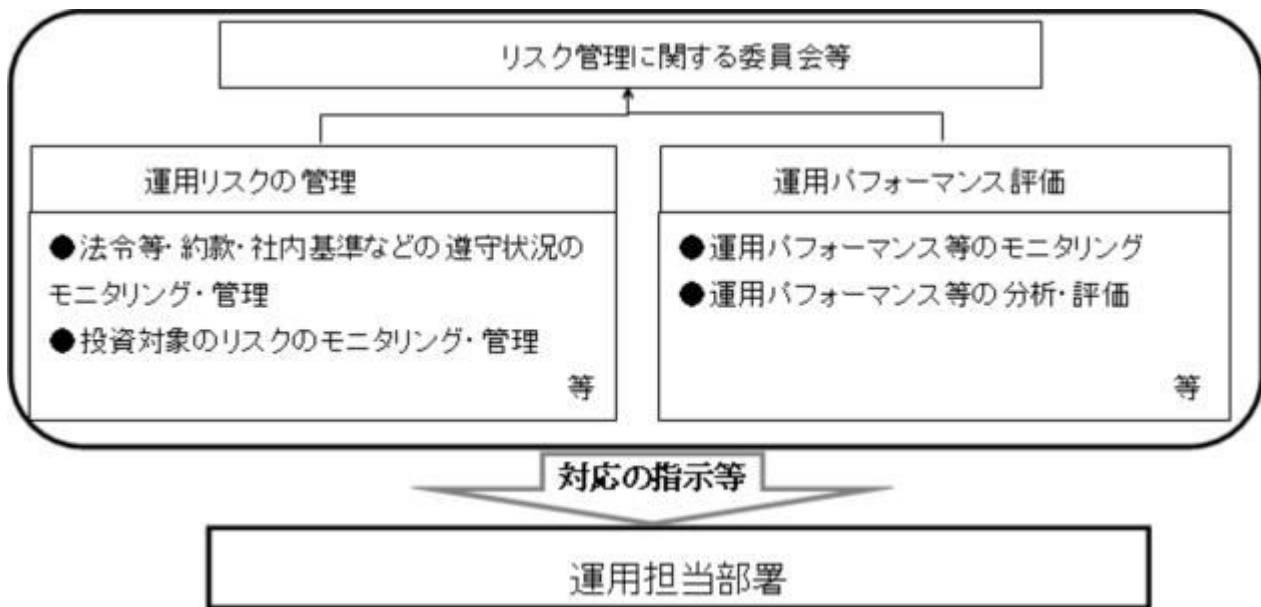 リスク管理に関する委員会等
運用リスクの管理
●法令等・約款・社内基準などの遵守状況の
モニタリング・管理
●投資対象のリスクのモニタリング・管理
等
運用パフォーマンス評価
●運用パフォーマンス等のモニタリング
●運用パフォーマンス等の分析・評価
等
対応の指示等
運用担当部署